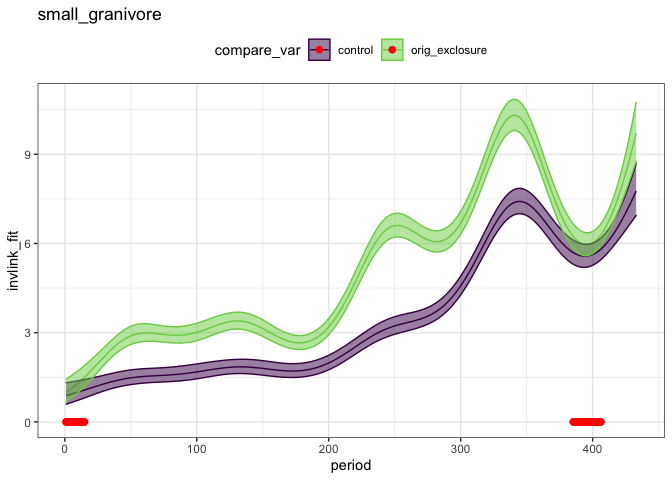 small_granivore
compare_var control orig_exclosure
invlink_fit
9
6
3
0
0 100 200 300 400
period